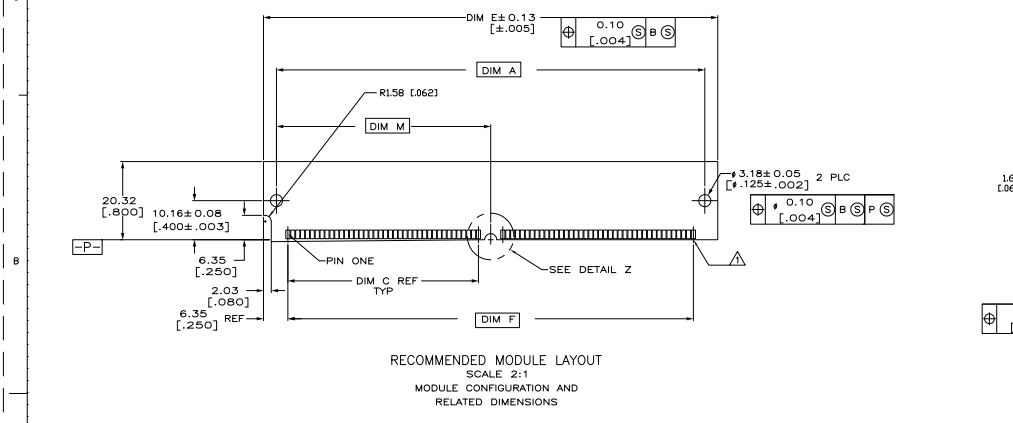 DIM E± 0.13
[±.005]
⌖ 0.10 Ⓢ B Ⓢ
[.004]
DIM A
R1.58 [.062]
DIM M
20.32
[.800]
10.16± 0.08
[.400±.003]
ø 3.18± 0.05 2 PLC
[ø.125±.002]
⌖ ø 0.10 Ⓢ B Ⓢ P Ⓢ
[.004]
-P-
B
6.35
[.250]
PIN ONE
SEE DETAIL Z
1
DIM C REF
TYP
2.03
[.080]
6.35 REF
[.250]
DIM F
RECOMMENDED MODULE LAYOUT
SCALE 2:1
MODULE CONFIGURATION AND
RELATED DIMENSIONS